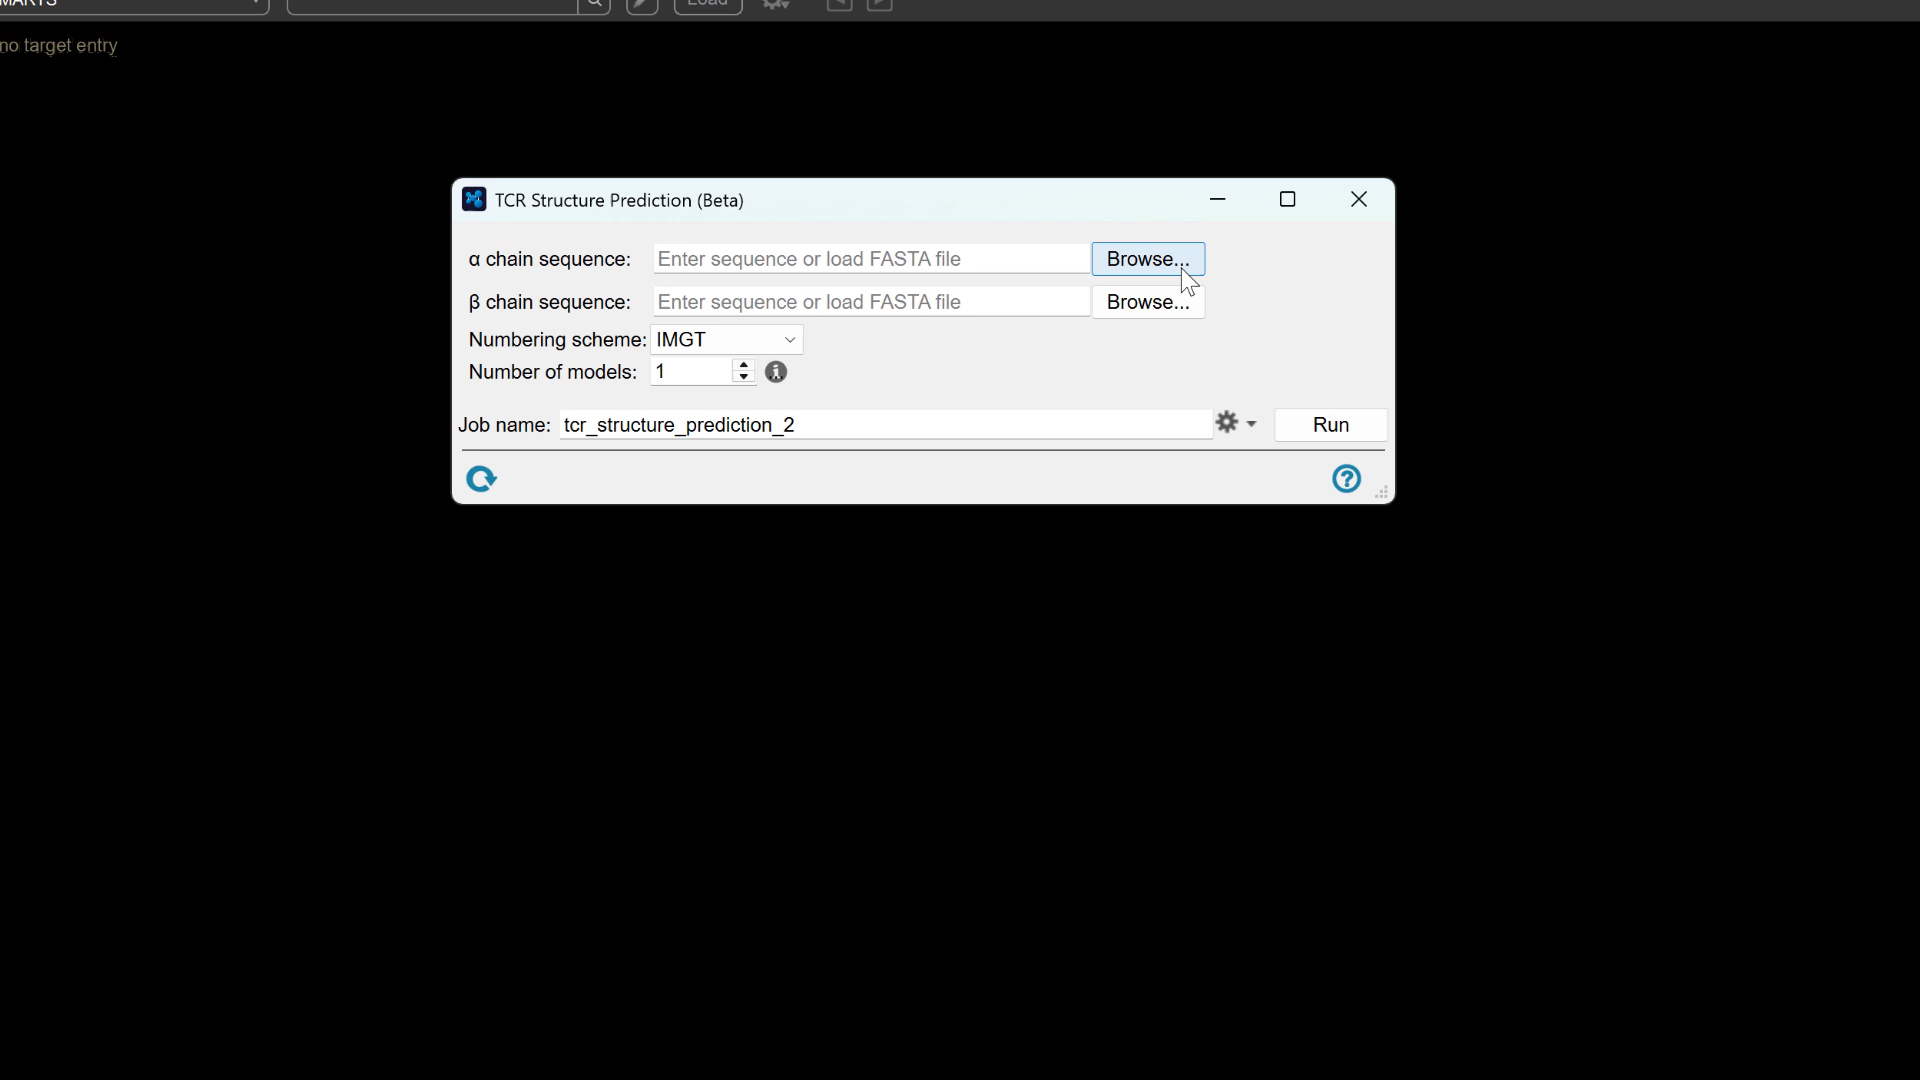 no target entry
TCR Structure Prediction (Beta)
α chain sequence: Enter sequence or load FASTA file Browse...
β chain sequence: Enter sequence or load FASTA file Browse...
Numbering scheme: IMGT
Number of models: 1
Job name: tcr_structure_prediction_2 Run